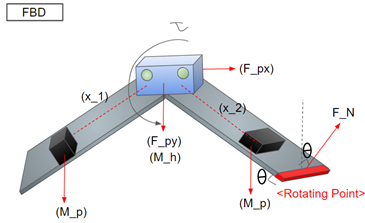 FBD
τ
(F_px)
(x_1)
(x_2)
F_N
(F_py)
(M_h)
θ
θ
(M_p)
(M_p)
<Rotating Point>